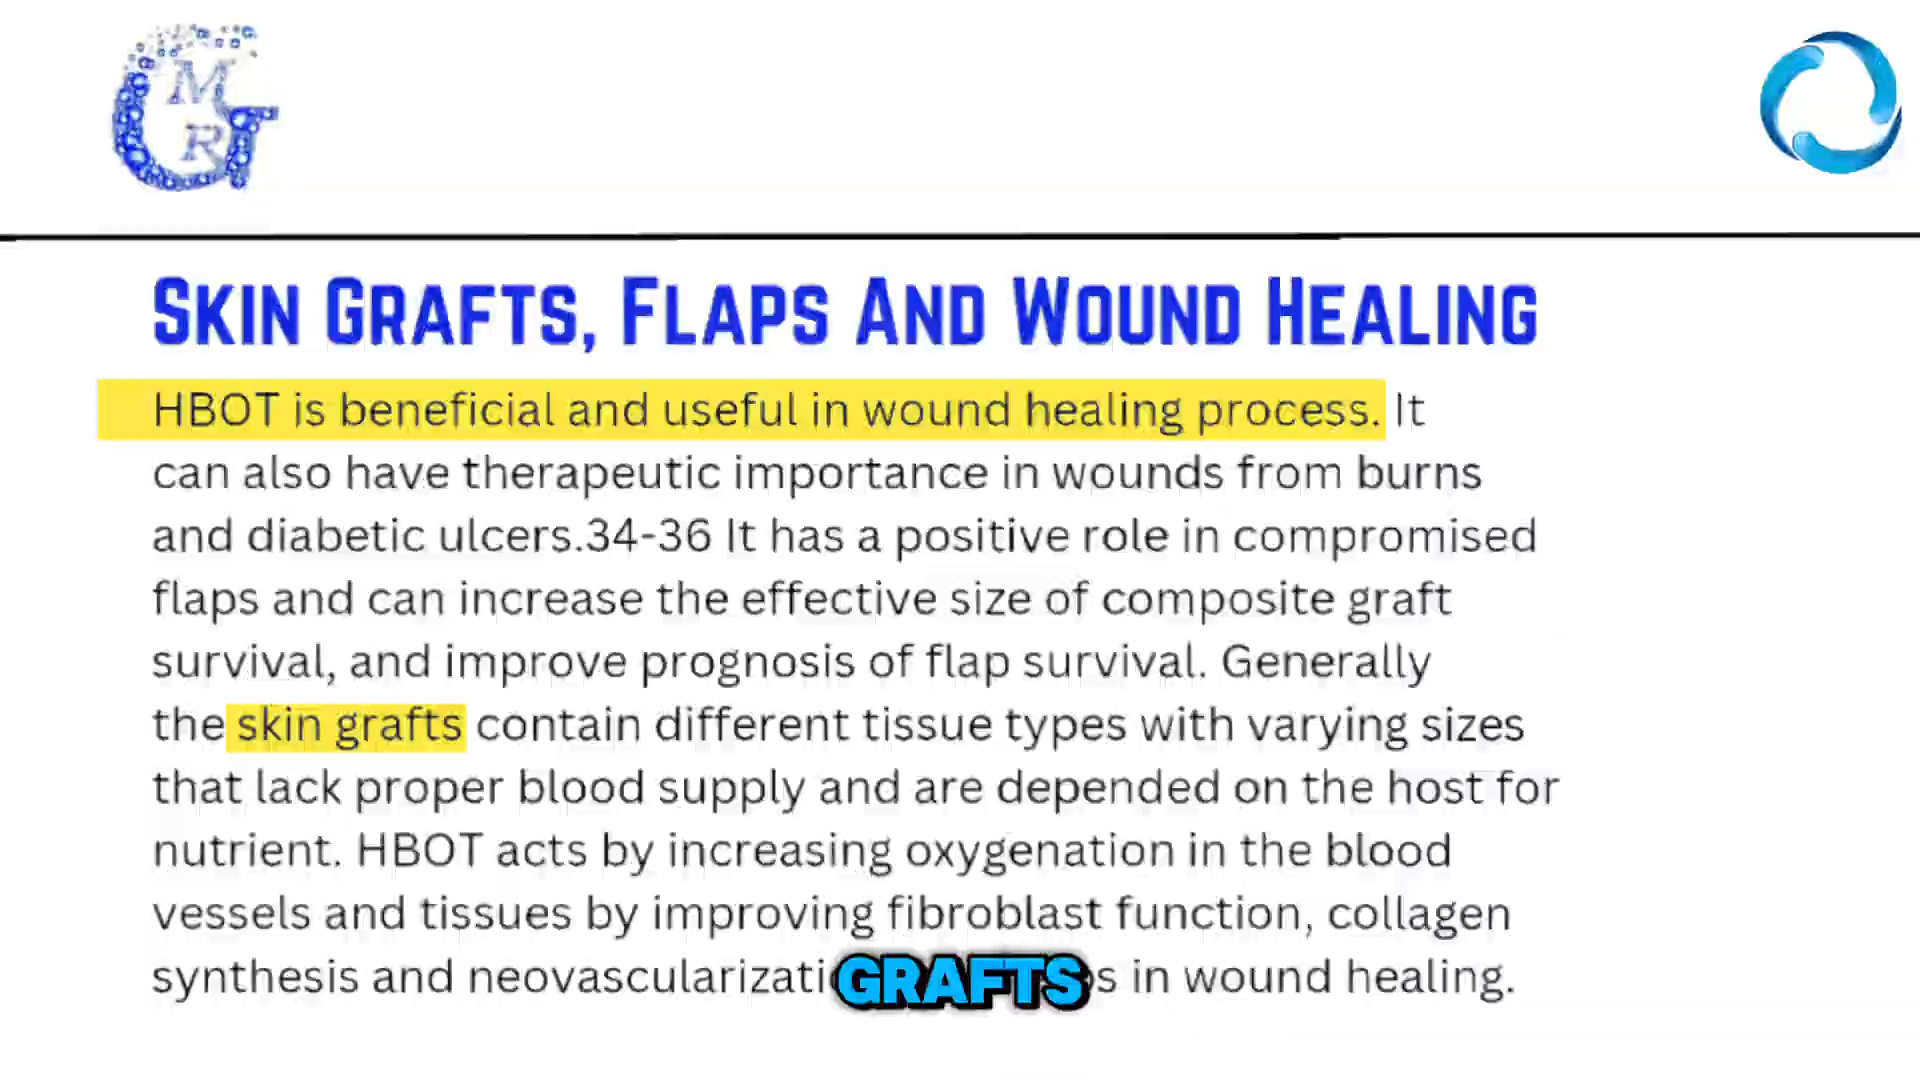 M
R
SKIN GRAFTS, FLAPS AND WOUND HEALING
HBOT is beneficial and useful in wound healing process. It
can also have therapeutic importance in wounds from burns
and diabetic ulcers.34-36 It has a positive role in compromised
flaps and can increase the effective size of composite graft
survival, and improve prognosis of flap survival. Generally
the skin grafts contain different tissue types with varying sizes
that lack proper blood supply and are depended on the host for
nutrient. HBOT acts by increasing oxygenation in the blood
vessels and tissues by improving fibroblast function, collagen
synthesis and in wound healing.
GRAFTS